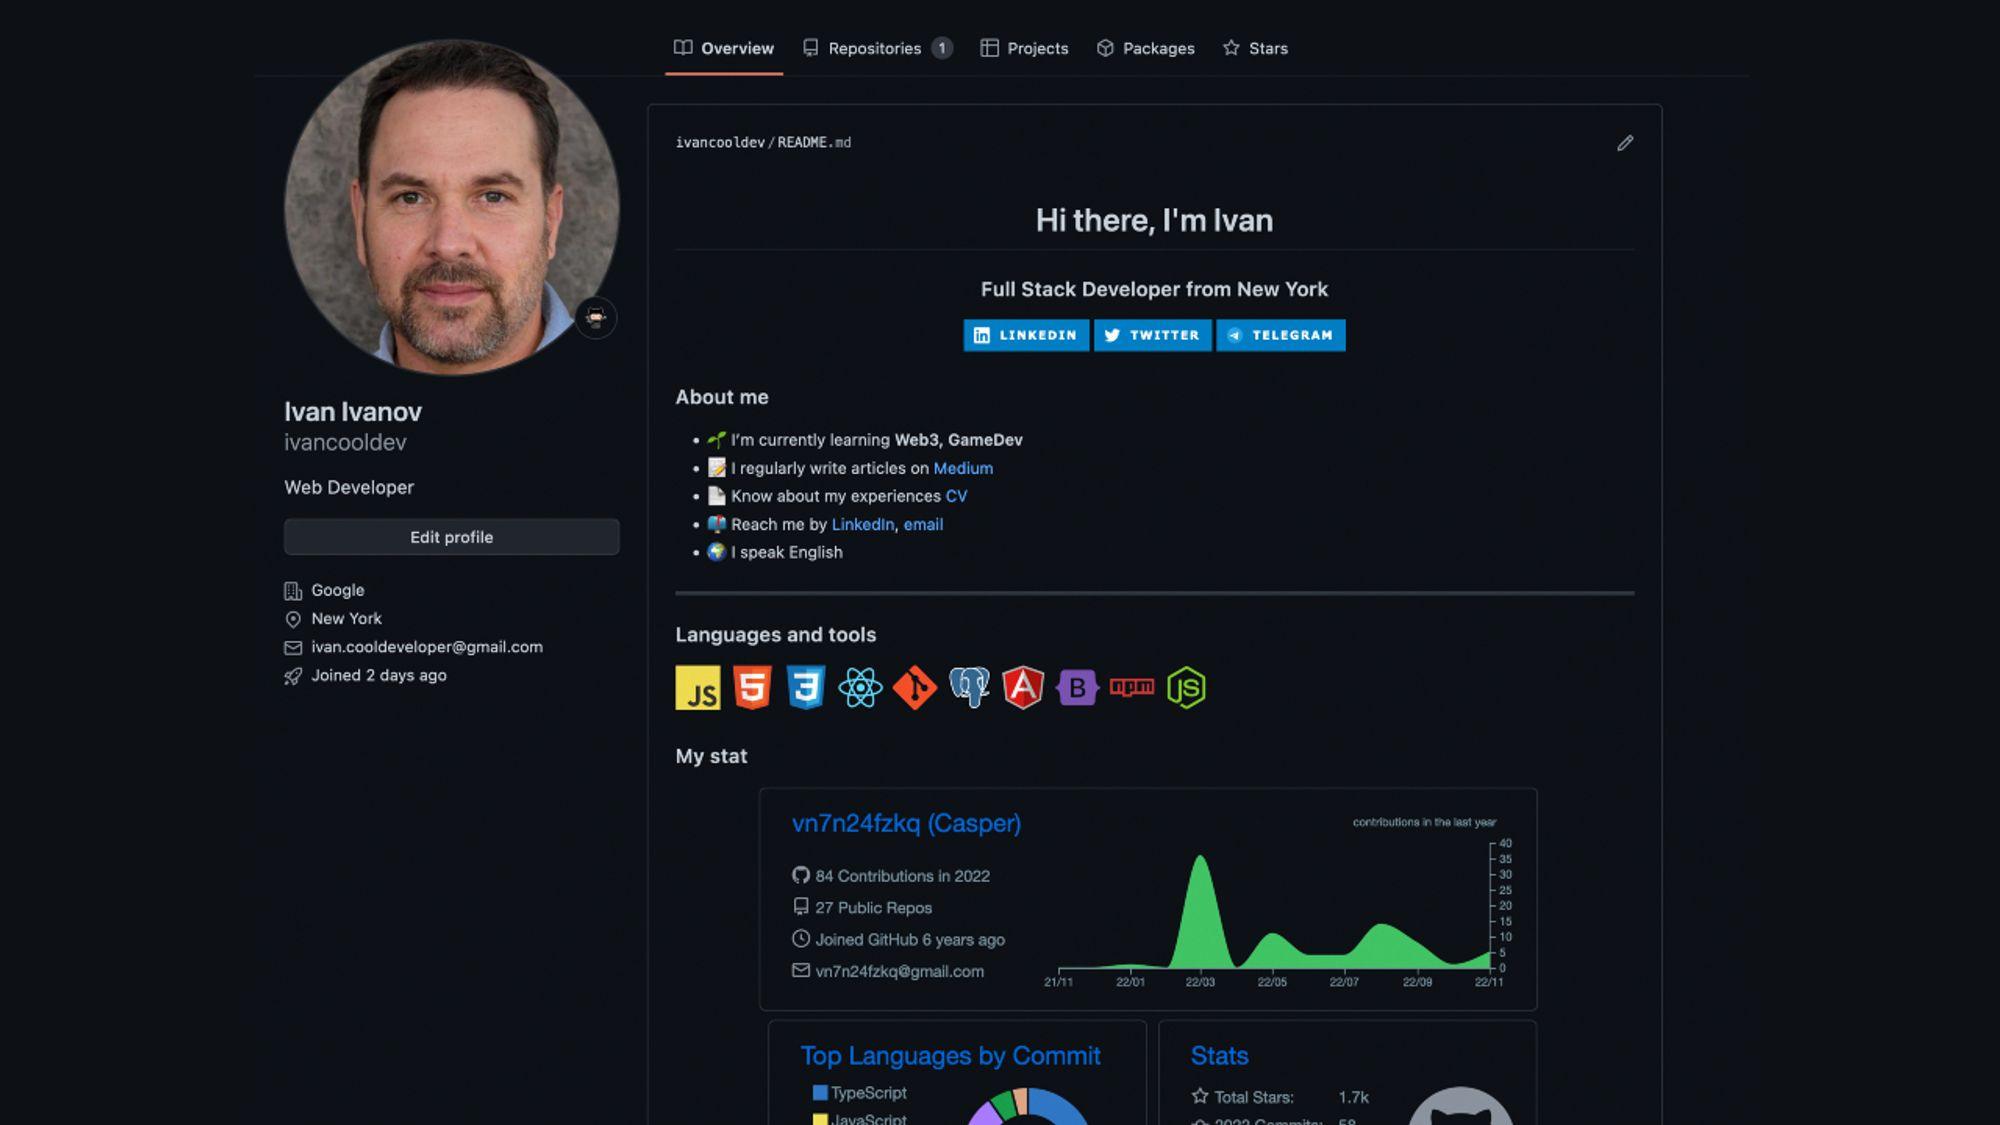 Overview Repositories 1 Projects Packages Stars
Ivan Ivanov
ivancooldev
Web Developer
Edit profile
Google
New York
ivan.cooldeveloper@gmail.com
Joined 2 days ago
ivancooldev/README.md
Hi there, I'm Ivan
Full Stack Developer from New York
LINKEDIN TWITTER TELEGRAM
About me
I'm currently learning Web3, GameDev
I regularly write articles on Medium
Know about my experiences CV
Reach me by LinkedIn, email
I speak English
Languages and tools
JS 5 3 A B npm JS
My stat
vn7n24fzkq (Casper)
84 Contributions in 2022
27 Public Repos
Joined GitHub 6 years ago
vn7n24fzkq@gmail.com
contributions in the last year
40
35
30
25
20
15
10
5
0
21/11 22/01 22/03 22/05 22/07 22/09 22/11
Top Languages by Commit
TypeScript
JavaScript
Stats
Total Stars: 1.7k
2022 Commits: 58